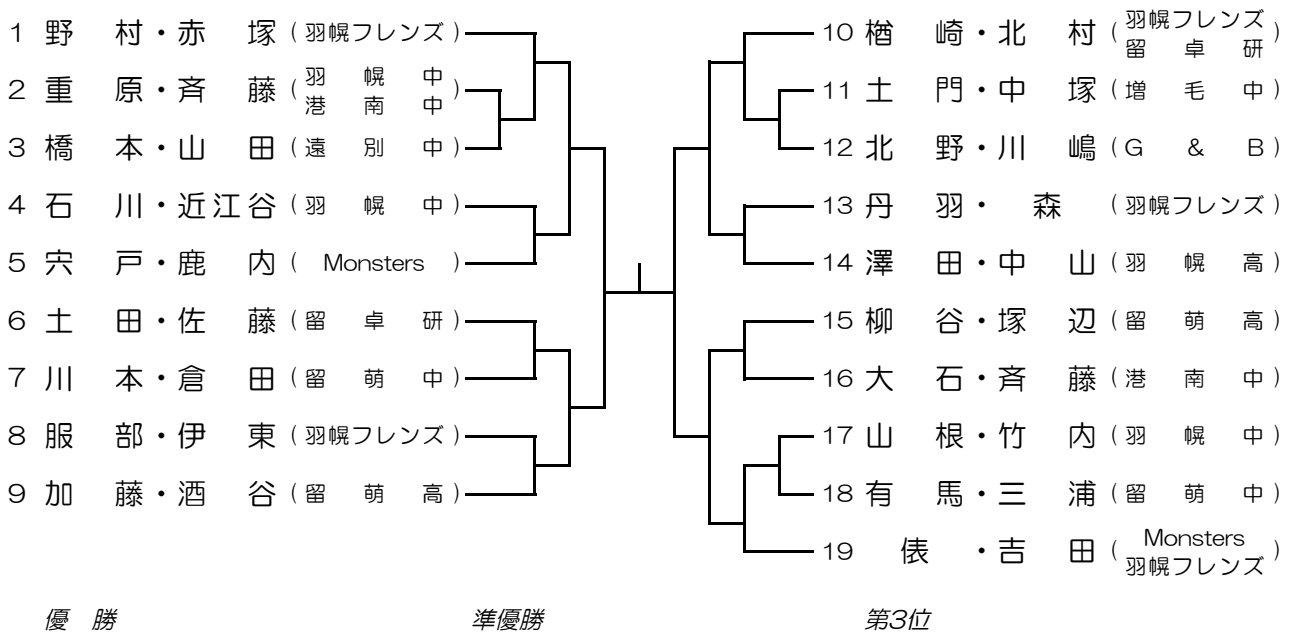 1 野村・赤塚 (羽幌フレンズ)
2 重原・斉藤 (羽幌中 港南中)
3 橋本・山田 (遠別中)
4 石川・近江谷 (羽幌中)
5 宍戸・鹿内 (Monsters)
6 土田・佐藤 (留卓研)
7 川本・倉田 (留萌中)
8 服部・伊東 (羽幌フレンズ)
9 加藤・酒谷 (留萌高)
10 楢崎・北村 (羽幌フレンズ 留卓研)
11 土門・中塚 (増毛中)
12 北野・川嶋 (G & B)
13 丹羽・森 (羽幌フレンズ)
14 澤田・中山 (羽幌高)
15 柳谷・塚辺 (留萌高)
16 大石・斉藤 (港南中)
17 山根・竹内 (羽幌中)
18 有馬・三浦 (留萌中)
19 俵・吉田 (Monsters 羽幌フレンズ)
優勝 準優勝 第3位